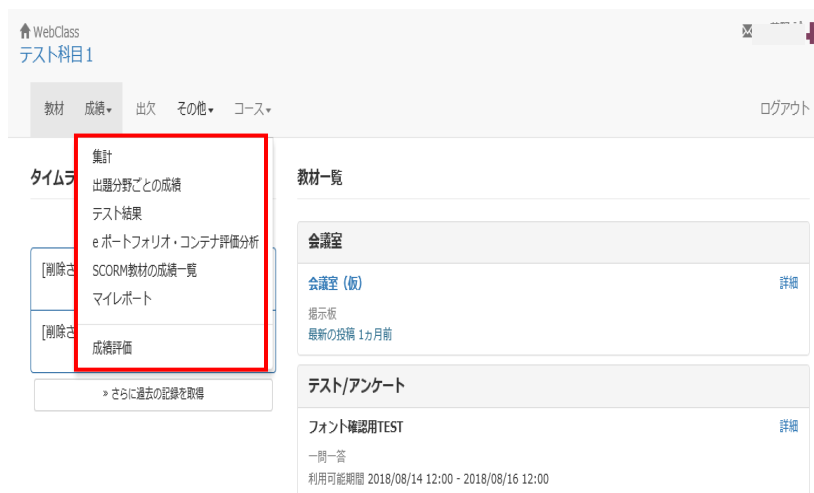 WebClass
テスト科目1
教材 成績▾ 出欠 その他▾ コース▾ ログアウト
集計
出題分野ごとの成績
テスト結果
e ポートフォリオ・コンテナ評価分析
SCORM教材の成績一覧
マイレポート
成績評価
タイムラ
[削除さ
[削除さ
» さらに過去の記録を取得
教材一覧
会議室
会議室（仮） 詳細
掲示板
最新の投稿 1ヵ月前
テスト/アンケート
フォント確認用TEST 詳細
一問一答
利用可能期間 2018/08/14 12:00 - 2018/08/16 12:00